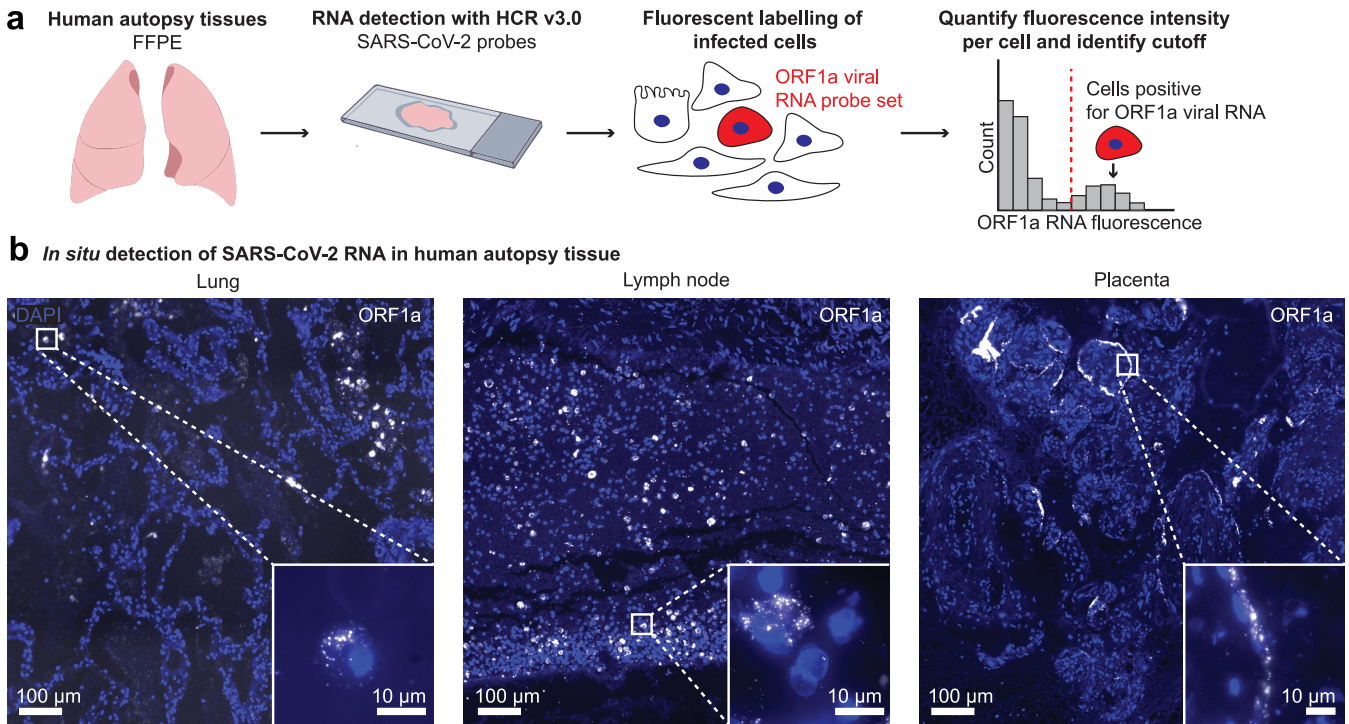 a
Human autopsy tissues
FFPE
RNA detection with HCR v3.0
SARS-CoV-2 probes
Fluorescent labelling of
infected cells
ORF1a viral
RNA probe set
Quantify fluorescence intensity
per cell and identify cutoff
Cells positive
for ORF1a viral RNA
Count
ORF1a RNA fluorescence
b In situ detection of SARS-CoV-2 RNA in human autopsy tissue
Lung
DAPI
ORF1a
100 µm
10 µm
Lymph node
ORF1a
100 µm
10 µm
Placenta
ORF1a
100 µm
10 µm